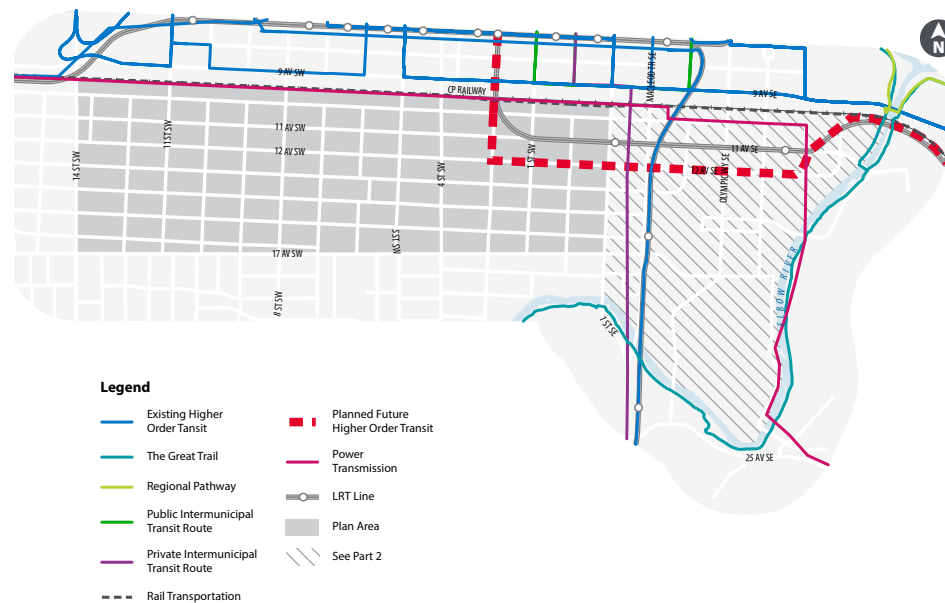 N
9 AV SW
CP RAILWAY
MACLEOD TR SE
9 AV SE
11 ST SW
11 AV SW
12 AV SW
14 ST SW
4 ST SW
1 ST SW
11 AV SE
12 AV SE
OLYMPIC WY SE
5 ST SW
17 AV SW
8 ST SW
ELBOW RIVER
1 ST SE
25 AV SE
Legend
Existing Higher
Order Tansit
The Great Trail
Regional Pathway
Public Intermunicipal
Transit Route
Private Intermunicipal
Transit Route
Rail Transportation
Planned Future
Higher Order Transit
Power
Transmission
LRT Line
Plan Area
See Part 2